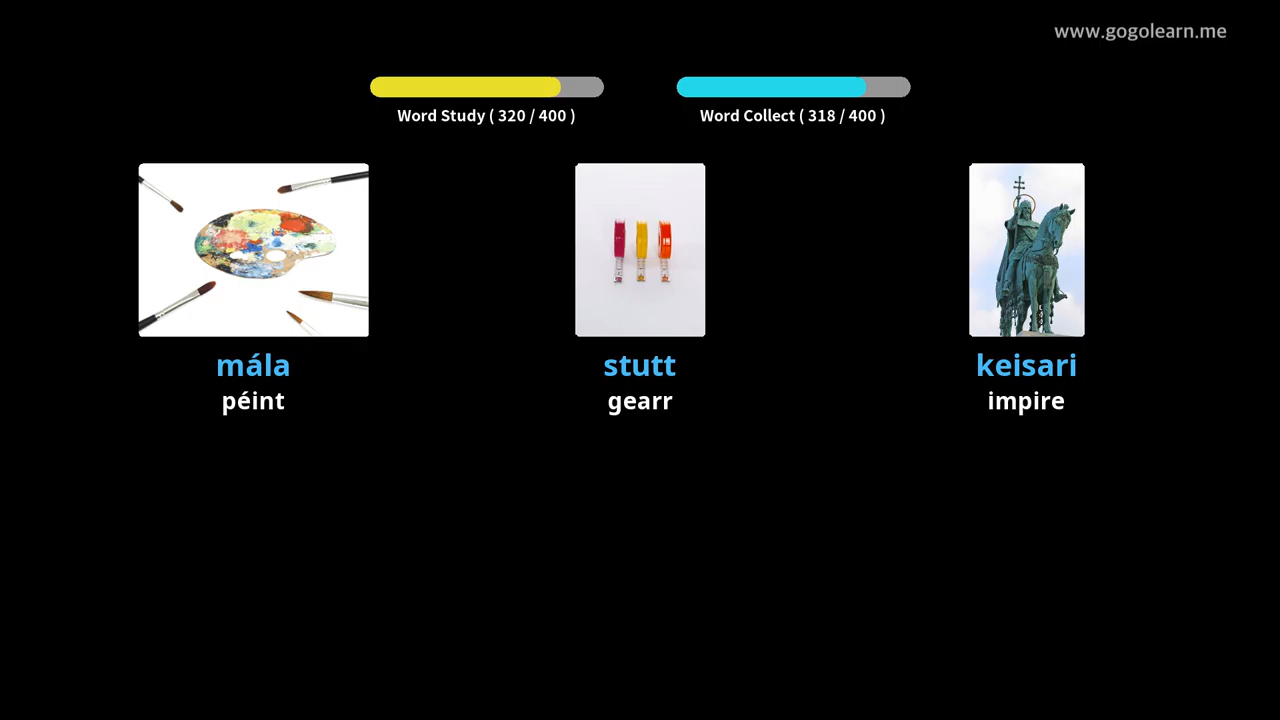 www.gogolearn.me
Word Study ( 320 / 400 )
Word Collect ( 318 / 400 )
mála
péint
stutt
gearr
keisari
impire